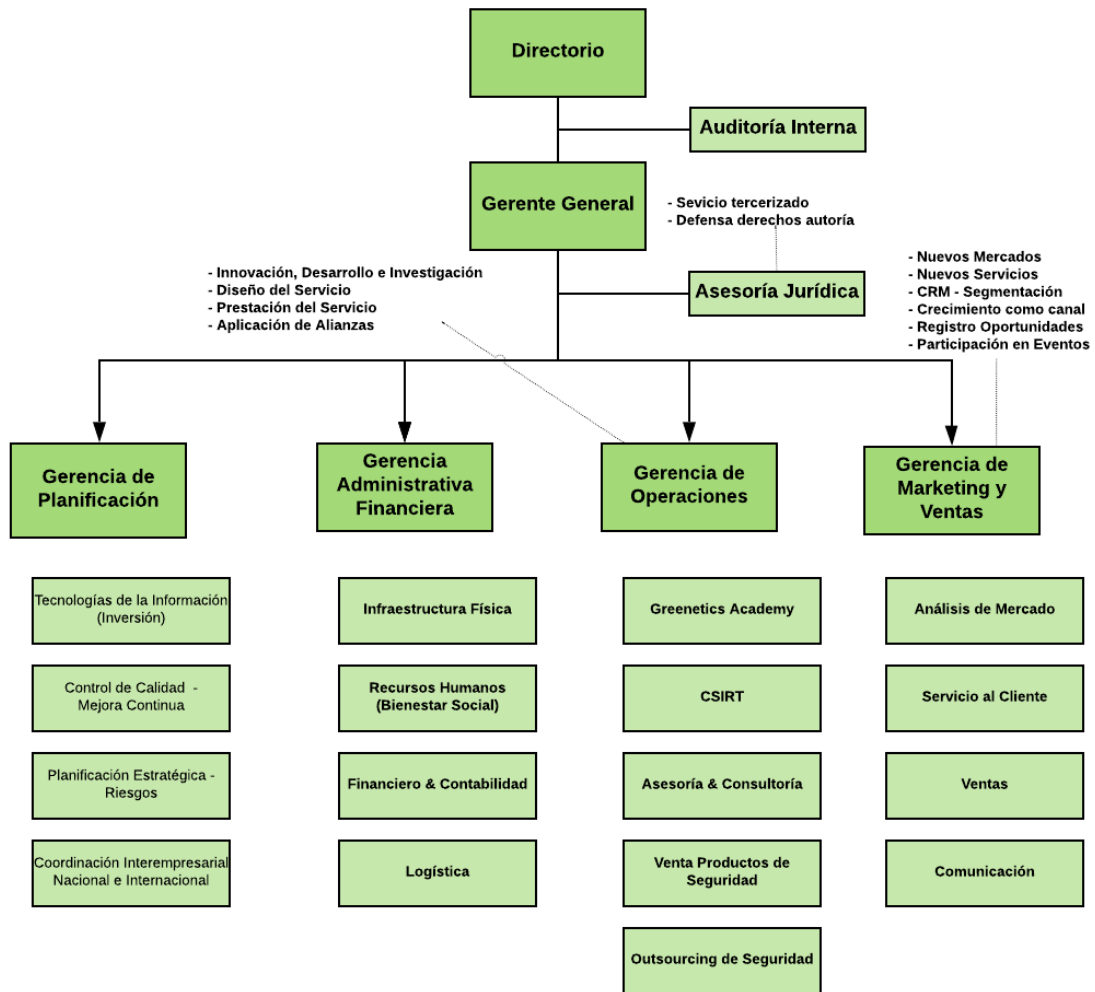 Directorio
Auditoría Interna
Gerente General
- Sevicio tercerizado
- Defensa derechos autoría
Asesoría Jurídica
- Innovación, Desarrollo e Investigación
- Diseño del Servicio
- Prestación del Servicio
- Aplicación de Alianzas
- Nuevos Mercados
- Nuevos Servicios
- CRM - Segmentación
- Crecimiento como canal
- Registro Oportunidades
- Participación en Eventos
Gerencia de
Planificación
Gerencia
Administrativa
Financiera
Gerencia de
Operaciones
Gerencia de
Marketing y
Ventas
Tecnologías de la Información
(Inversión)
Control de Calidad -
Mejora Continua
Planificación Estratégica -
Riesgos
Coordinación Interempresarial
Nacional e Internacional
Infraestructura Física
Recursos Humanos
(Bienestar Social)
Financiero & Contabilidad
Logística
Greenetics Academy
CSIRT
Asesoría & Consultoría
Venta Productos de
Seguridad
Outsourcing de Seguridad
Análisis de Mercado
Servicio al Cliente
Ventas
Comunicación